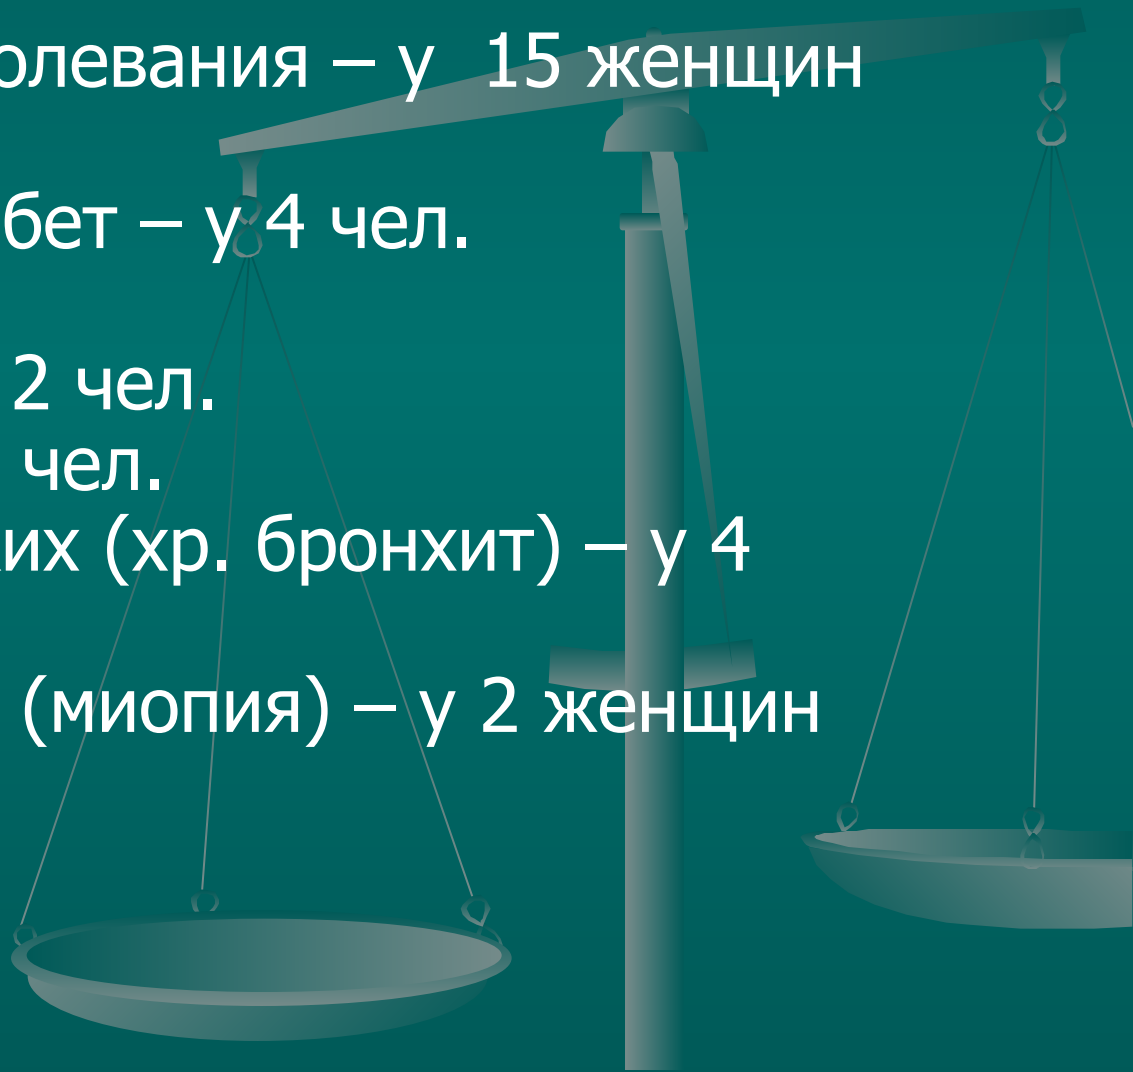 олевания – у 15 женщин
бет – у 4 чел.
2 чел.
чел.
их (хр. бронхит) – у 4
(миопия) – у 2 женщин